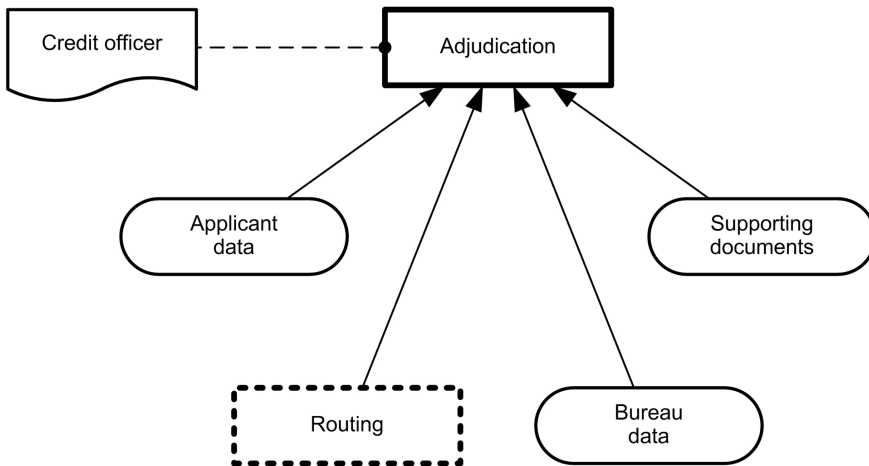 Credit officer
Adjudication
Applicant
data
Supporting
documents
Routing
Bureau
data